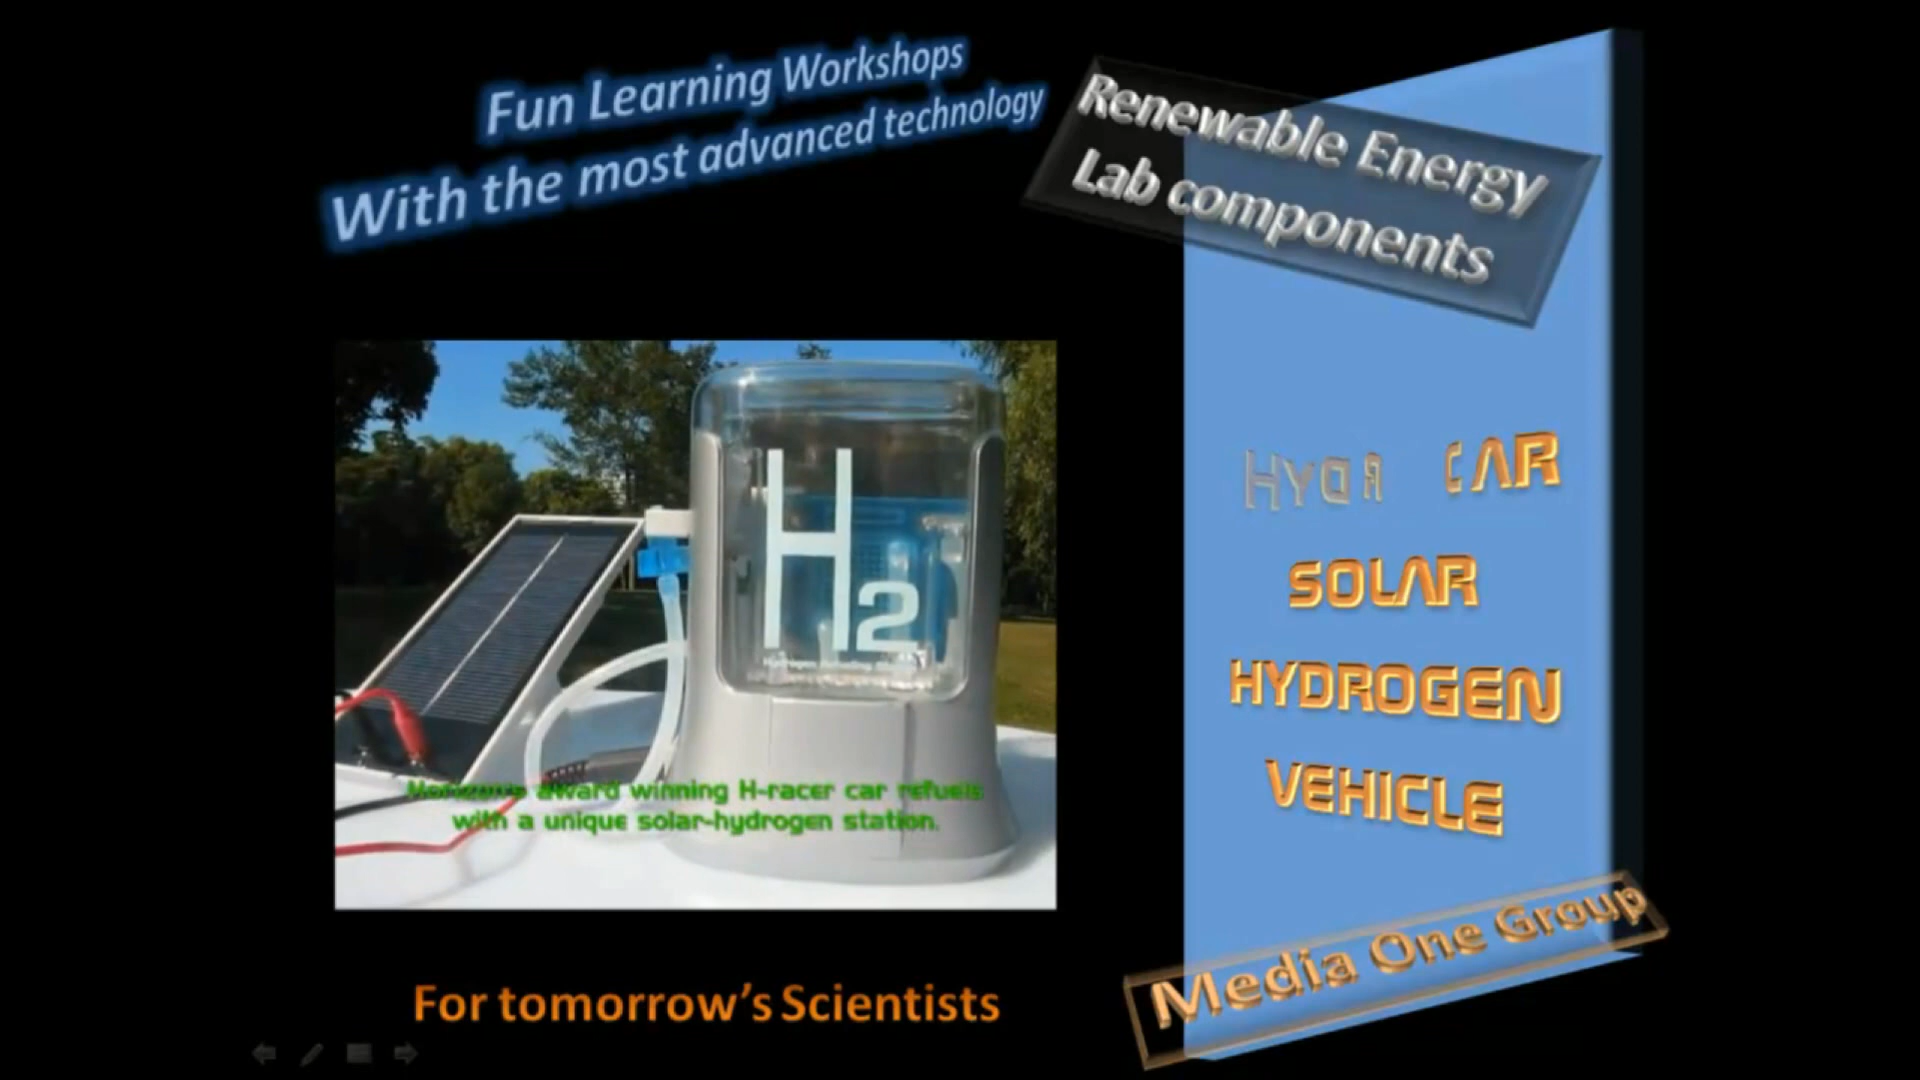 Fun Learning Workshops
With the most advanced technology
Renewable Energy
Lab components
H2
Horizon's award winning H-racer car refuels
with a unique solar-hydrogen station.
CAR
SOLAR
HYDROGEN
VEHICLE
Media One Group
For tomorrow's Scientists